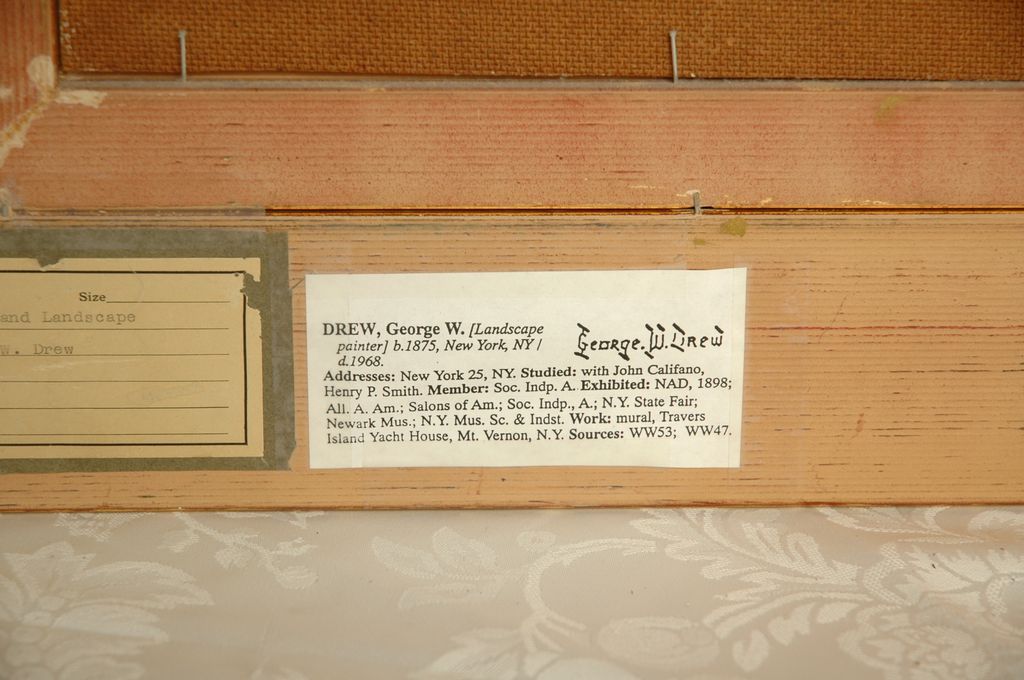 Size
and Landscape
W. Drew
DREW, George W. [Landscape
painter] b.1875, New York, NY /
d.1968.
George. W. Drew
Addresses: New York 25, NY. Studied: with John Califano,
Henry P. Smith. Member: Soc. Indp. A. Exhibited: NAD, 1898;
All. A. Am.; Salons of Am.; Soc. Indp., A.; N.Y. State Fair;
Newark Mus.; N.Y. Mus. Sc. & Indst. Work: mural, Travers
Island Yacht House, Mt. Vernon, N.Y. Sources: WW53; WW47.